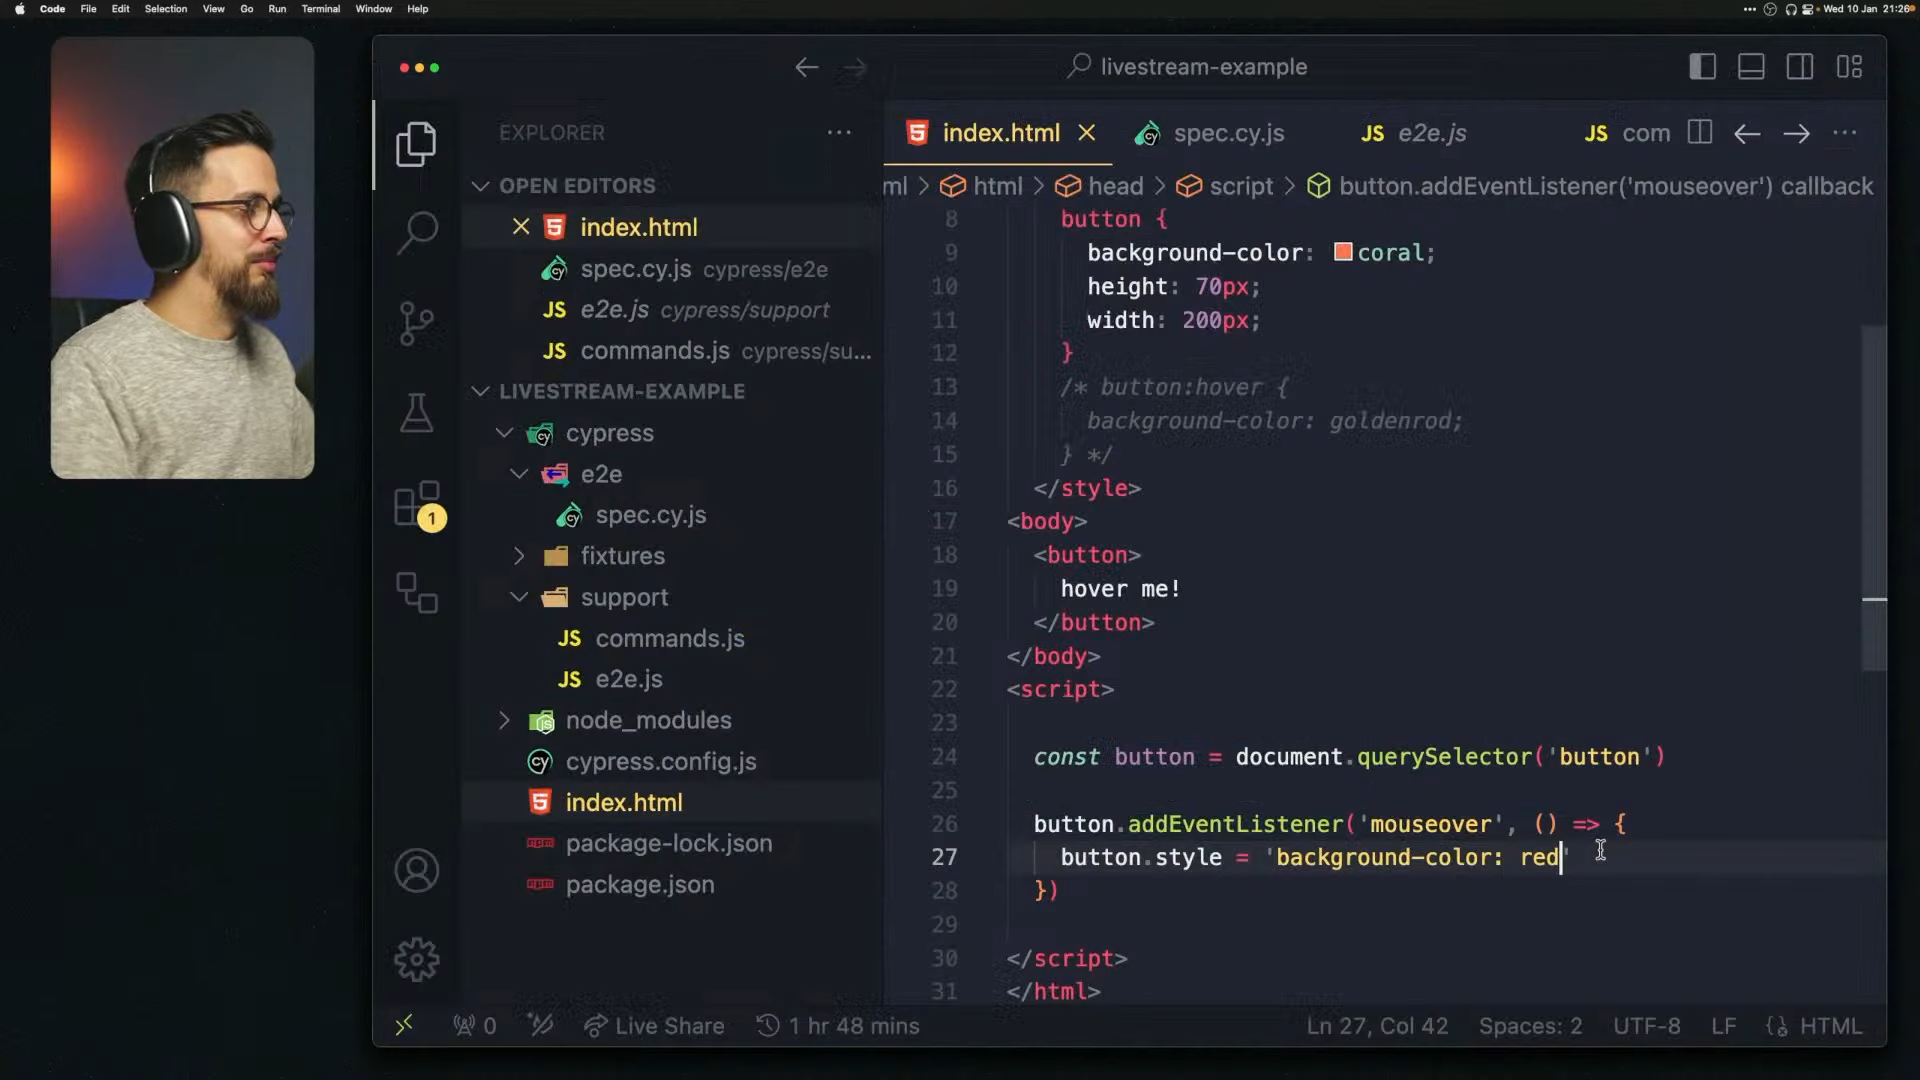 Code File Edit Selection View Go Run Terminal Window Help
Wed 10 Jan 21:26
livestream-example
EXPLORER
OPEN EDITORS
index.html
spec.cy.js cypress/e2e
JS e2e.js cypress/support
JS commands.js cypress/su...
LIVESTREAM-EXAMPLE
cypress
e2e
spec.cy.js
fixtures
support
JS commands.js
JS e2e.js
node_modules
cypress.config.js
index.html
package-lock.json
package.json
1
index.html spec.cy.js JS e2e.js JS com
ml > html > head > script > button.addEventListener('mouseover') callback
8 button {
9 background-color: coral;
10 height: 70px;
11 width: 200px;
12 }
13 /* button:hover {
14 background-color: goldenrod;
15 } */
16 </style>
17 <body>
18 <button>
19 hover me!
20 </button>
21 </body>
22 <script>
23
24 const button = document.querySelector('button')
25
26 button.addEventListener('mouseover', () => {
27 button.style = 'background-color: red'
28 })
29
30 </script>
31 </html>
0 Live Share 1 hr 48 mins
Ln 27, Col 42 Spaces: 2 UTF-8 LF {} HTML